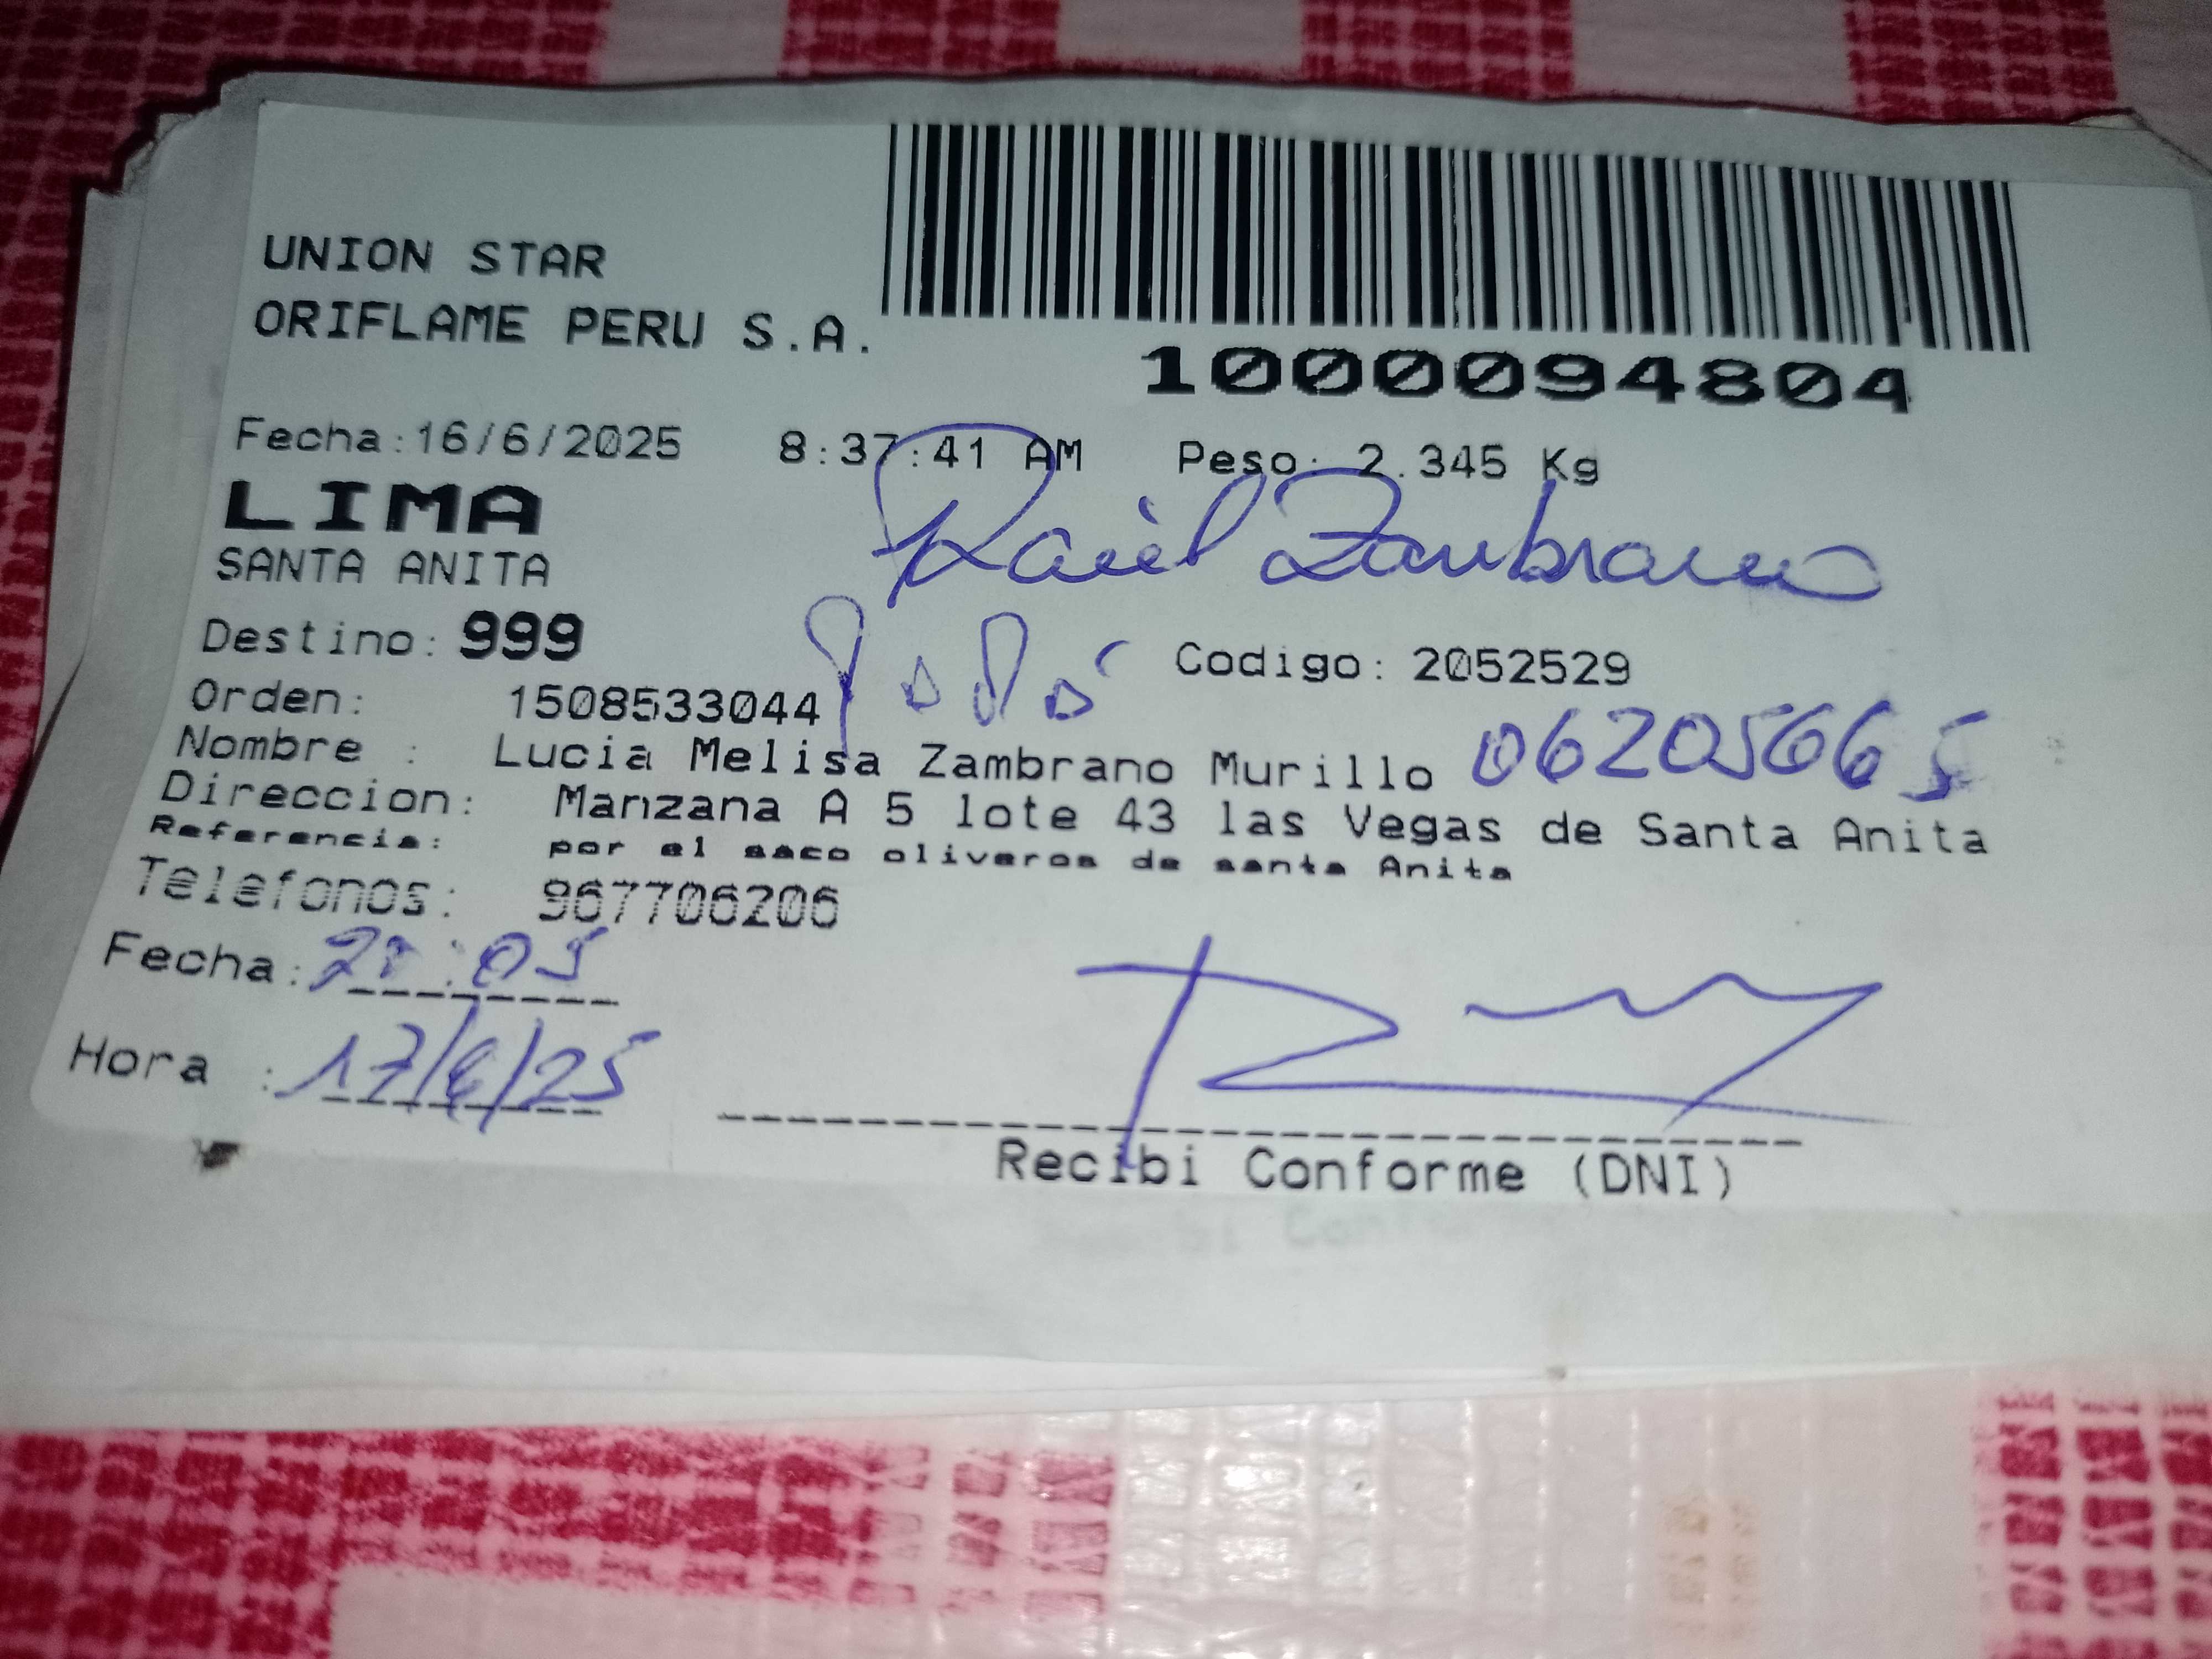 UNION STAR
ORIFLAME PERU S.A.
1000094804
Fecha:16/6/2025 8:37:41 AM Peso: 2.345 Kg
LIMA
Raúl Zambrano
SANTA ANITA
Destino: 999
Papá
Codigo: 2052529
Orden: 1508533044
Nombre : Lucia Melisa Zambrano Murillo 06205665
Direccion: Manzana A 5 lote 43 las Vegas de Santa Anita
Referencia: por el saco oliveros de santa Anita
Telefonos: 967706206
Fecha: :05
Hora : 17/6/25
Recibi Conforme (DNI)